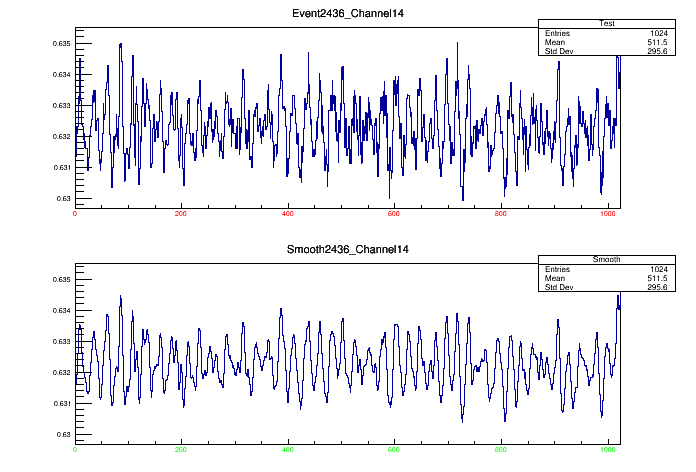 Event2436_Channel14
Test
Entries 1024
Mean 511.5
Std Dev 295.6
0.635
0.634
0.633
0.632
0.631
0.63
0 200 400 600 800 1000
Smooth2436_Channel14
Smooth
Entries 1024
Mean 511.5
Std Dev 295.6
0.635
0.634
0.633
0.632
0.631
0.63
0 200 400 600 800 1000